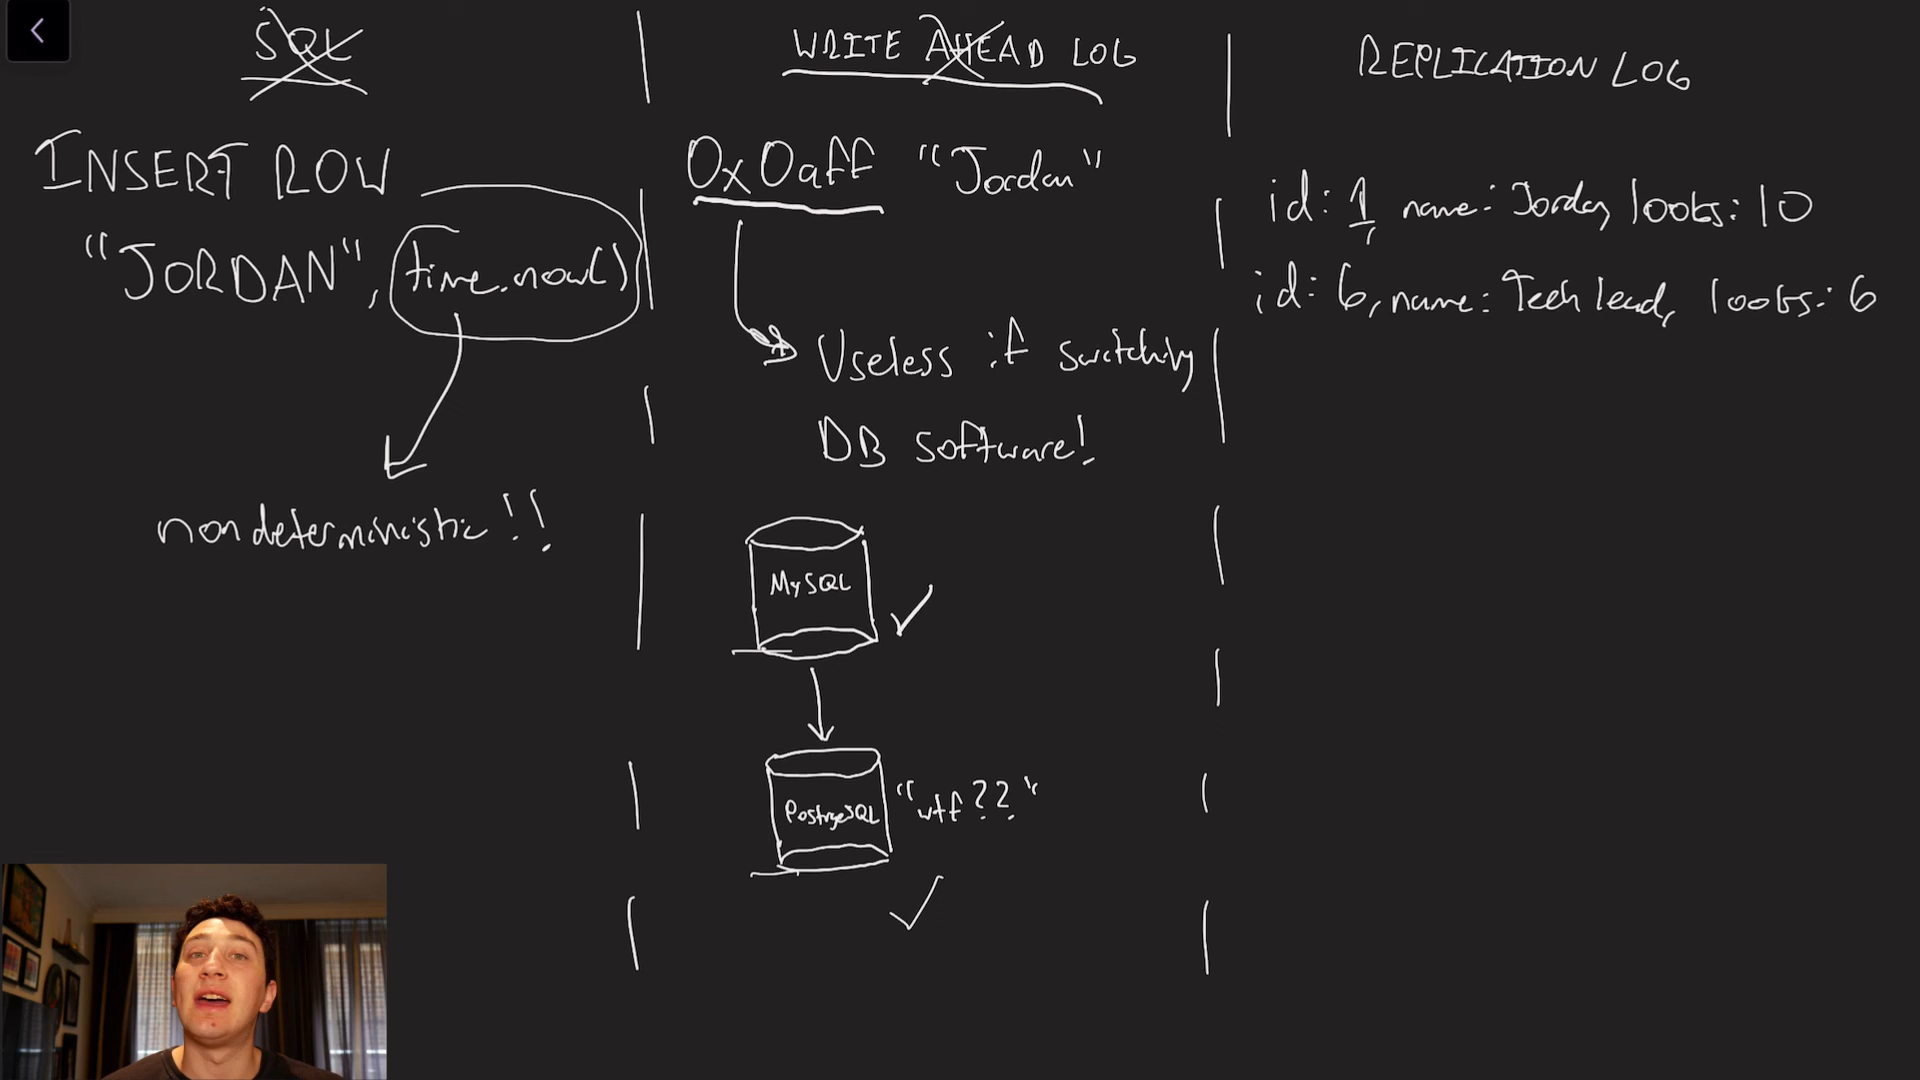 SQL
INSERT ROW
"JORDAN", time.now()
nondeterministic!!
WRITE AHEAD LOG
0x0aff "Jordan"
Useless if switching
DB software!
MySQL
PostgreSQL "wtf??"
REPLICATION LOG
id: 1, name: Jordan, looks: 10
id: 6, name: Tech lead, looks: 6